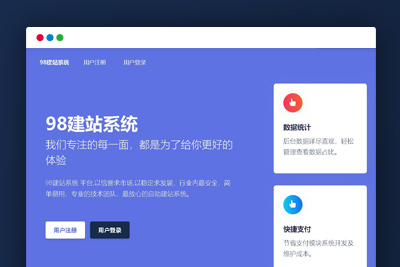 98建站系统 用户注册 用户登录
98建站系统
我们专注的每一面，都是为了给你更好的
体验
98建站系统 平台,以信誉求市场,以稳定求发展，行业内最安全、简
单易用、专业的技术团队、最放心的自助建站系统。
用户注册 用户登录
数据统计
后台数据详尽直观，轻松
管理查看数据占比。
快捷支付
节省支付模块系统开发及
维护成本。